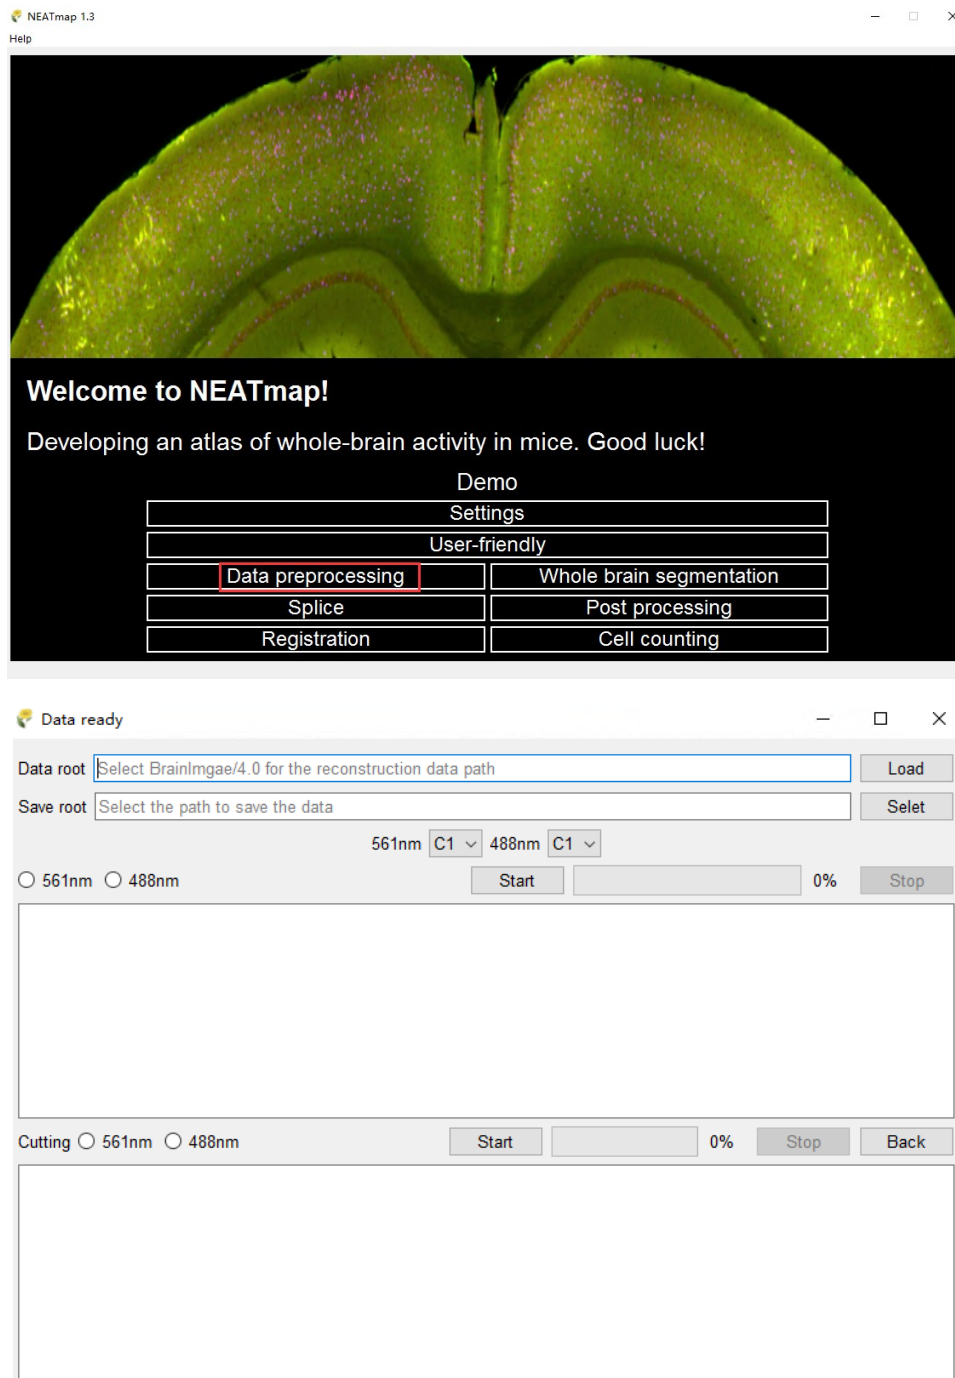 NEATmap 1.3
Help
Welcome to NEATmap!
Developing an atlas of whole-brain activity in mice. Good luck!
Demo
Settings
User-friendly
Data preprocessing Whole brain segmentation
Splice Post processing
Registration Cell counting
Data ready
Data root Select BrainImgae/4.0 for the reconstruction data path Load
Save root Select the path to save the data Selet
561nm C1 488nm C1
561nm 488nm Start 0% Stop
Cutting 561nm 488nm Start 0% Stop Back